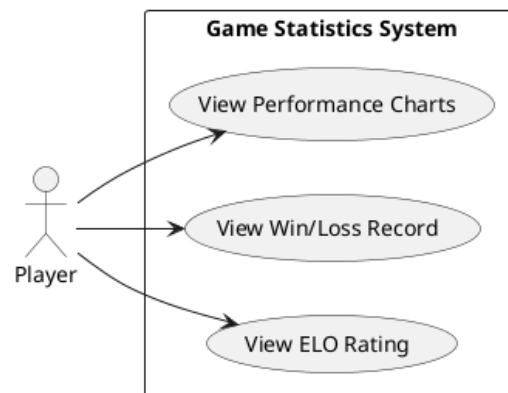 Game Statistics System
View Performance Charts
View Win/Loss Record
Player
View ELO Rating